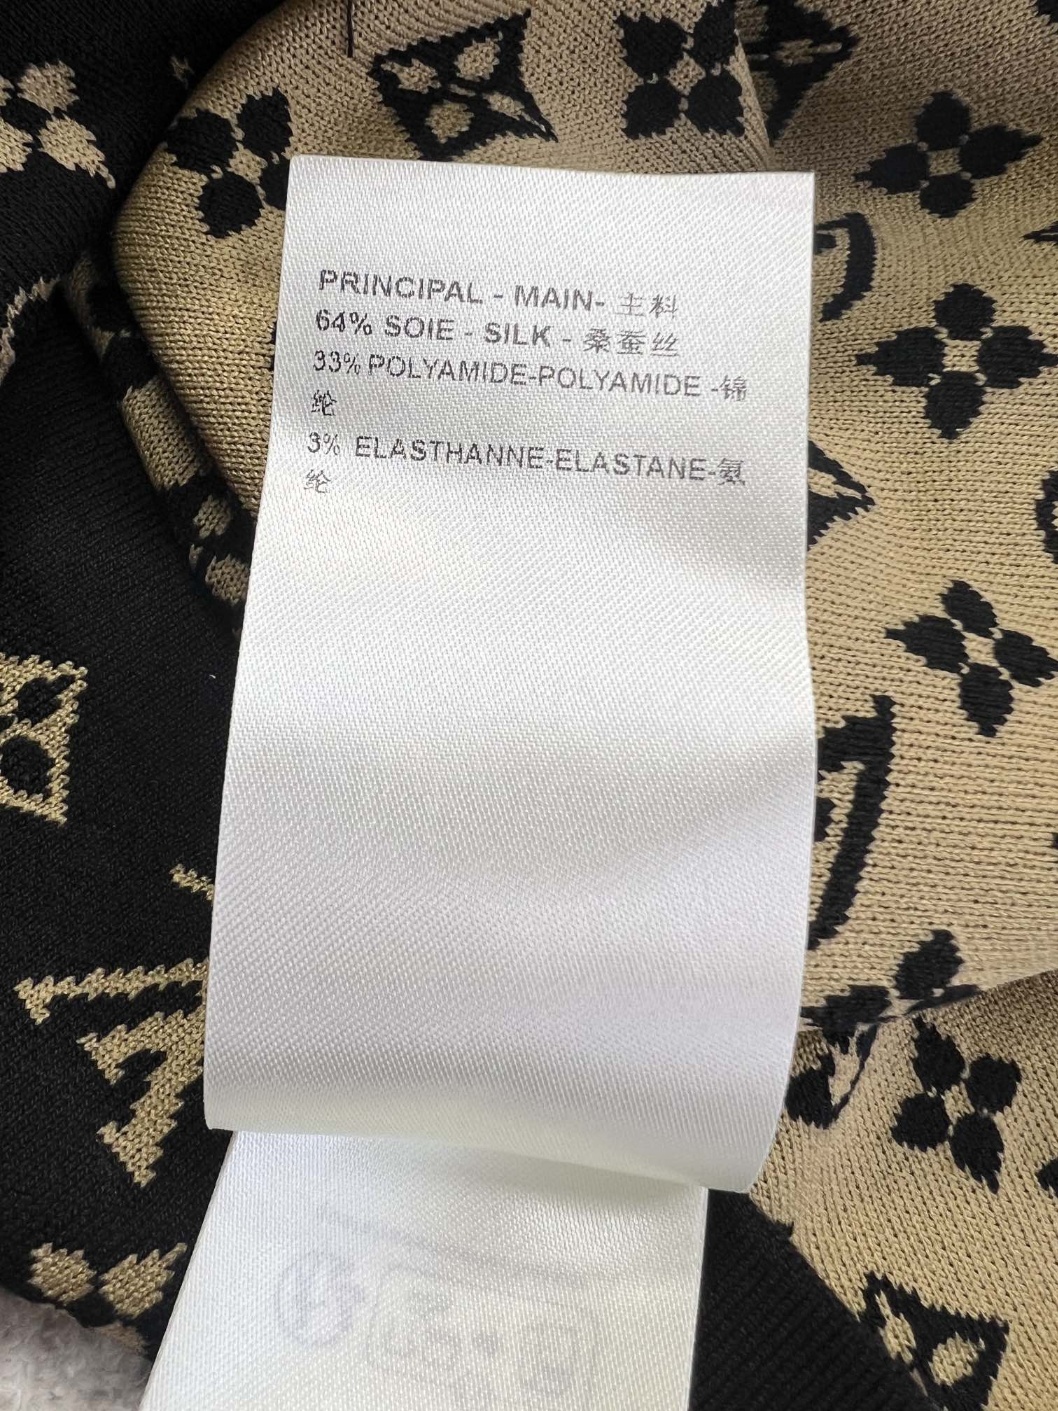 PRINCIPAL - MAIN- 主料
64% SOIE - SILK - 桑蚕丝
33% POLYAMIDE-POLYAMIDE -锦
纶
3% ELASTHANNE-ELASTANE-氨
纶